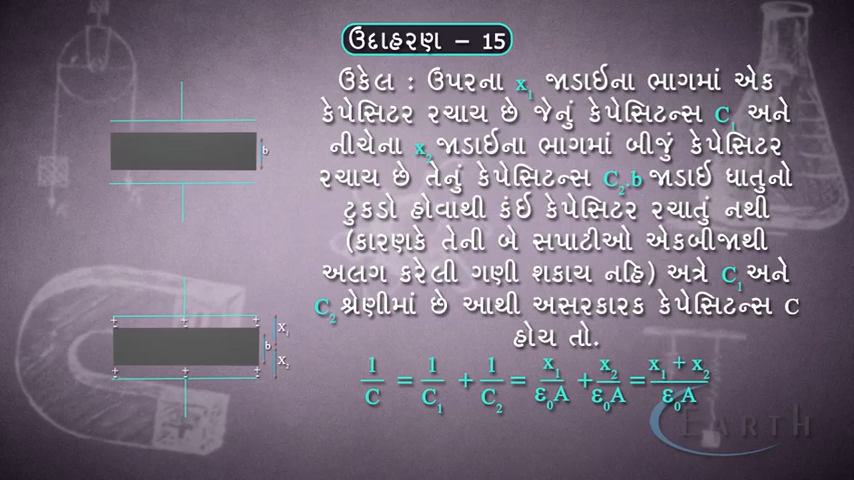 ઉદાહરણ – 15
ઉકેલ : ઉપરના x₁ જાડાઈના ભાગમાં એક
કેપેસિટર રચાય છે જેનું કેપેસિટન્સ C₁ અને
નીચેના x₂ જાડાઈના ભાગમાં બીજું કેપેસિટર
રચાય છે તેનું કેપેસિટન્સ C₂.b જાડાઈ ધાતુનો
ટુકડો હોવાથી કંઈ કેપેસિટર રચાતું નથી
(કારણકે તેની બે સપાટીઓ એકબીજાથી
અલગ કરેલી ગણી શકાય નહિ) અત્રે C₁ અને
C₂ શ્રેણીમાં છે આથી અસરકારક કેપેસિટન્સ C
હોય તો.
1/C = 1/C₁ + 1/C₂ = x₁/ε₀A + x₂/ε₀A = x₁ + x₂/ε₀A
b
+ + +
x₁
b
x₂
+ + +
EARTH